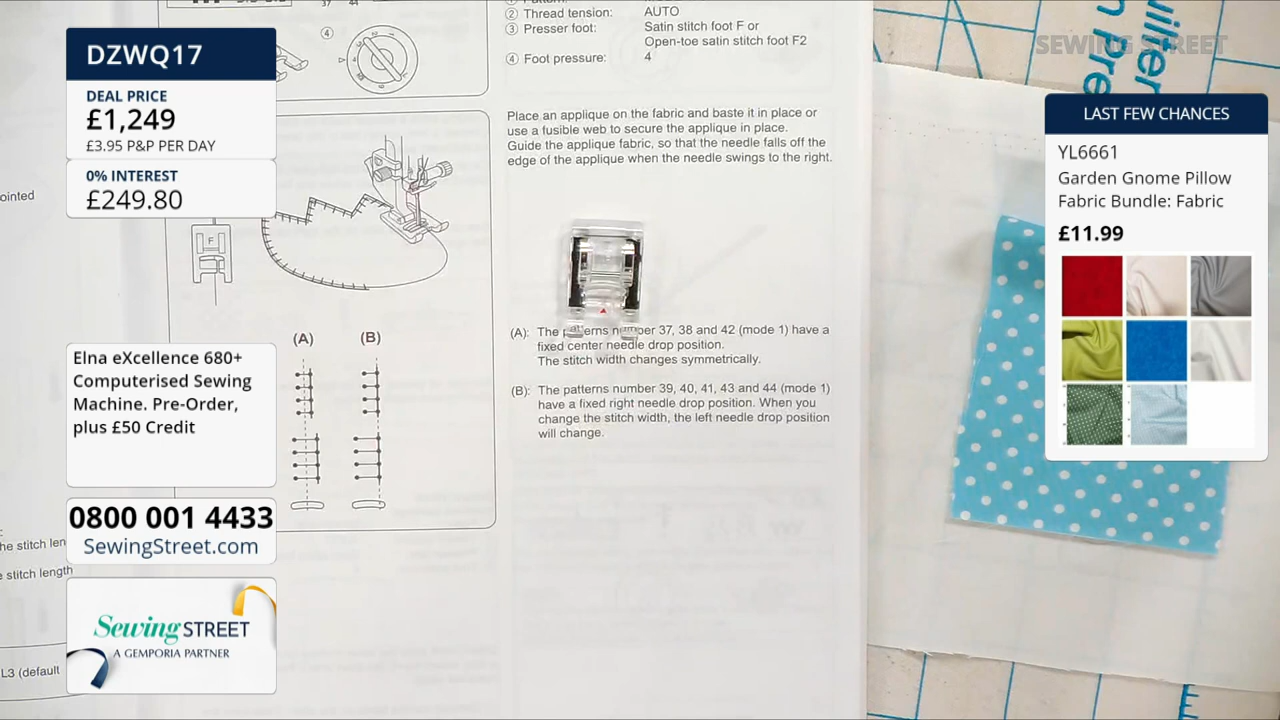 DZWQ17
DEAL PRICE
£1,249
£3.95 P&P PER DAY
0% INTEREST
£249.80
Elna eXcellence 680+
Computerised Sewing
Machine. Pre-Order,
plus £50 Credit
0800 001 4433
SewingStreet.com
Sewing STREET
A GEMPORIA PARTNER
ointed
he stitch len
e stitch length
L3 (default
④
F
(A) (B)
② Thread tension: AUTO
③ Presser foot: Satin stitch foot F or
Open-toe satin stitch foot F2
④ Foot pressure: 4
Place an applique on the fabric and baste it in place or
use a fusible web to secure the applique in place.
Guide the applique fabric, so that the needle falls off the
edge of the applique when the needle swings to the right.
(A): The patterns number 37, 38 and 42 (mode 1) have a
fixed center needle drop position.
The stitch width changes symmetrically.
(B): The patterns number 39, 40, 41, 43 and 44 (mode 1)
have a fixed right needle drop position. When you
change the stitch width, the left needle drop position
will change.
SEWING STREET
LAST FEW CHANCES
YL6661
Garden Gnome Pillow
Fabric Bundle: Fabric
£11.99